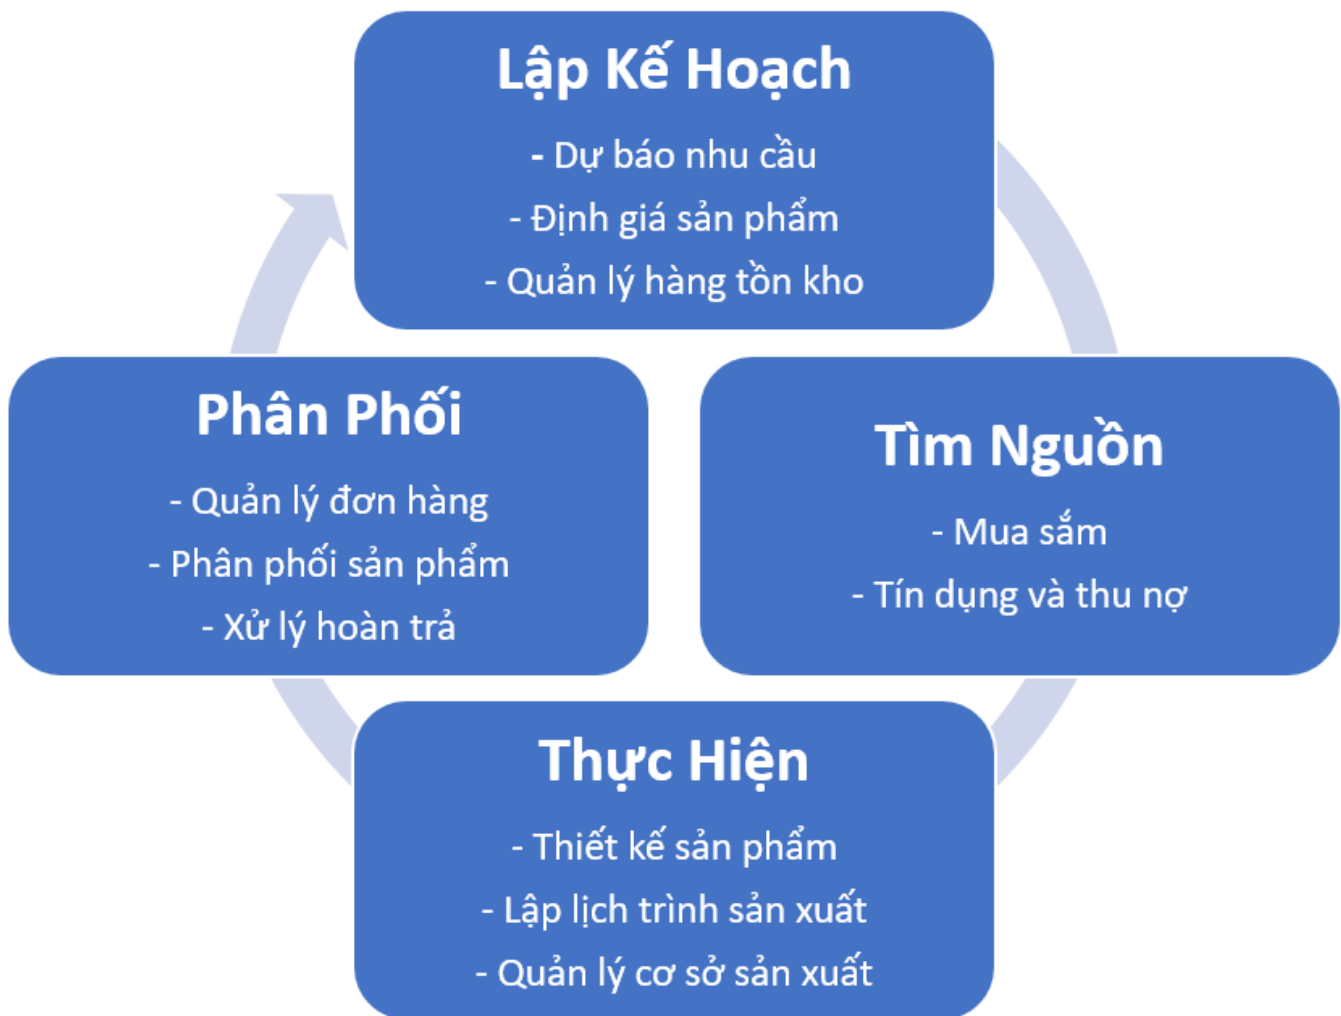 Lập Kế Hoạch
- Dự báo nhu cầu
- Định giá sản phẩm
- Quản lý hàng tồn kho
Tìm Nguồn
- Mua sắm
- Tín dụng và thu nợ
Thực Hiện
- Thiết kế sản phẩm
- Lập lịch trình sản xuất
- Quản lý cơ sở sản xuất
Phân Phối
- Quản lý đơn hàng
- Phân phối sản phẩm
- Xử lý hoàn trả